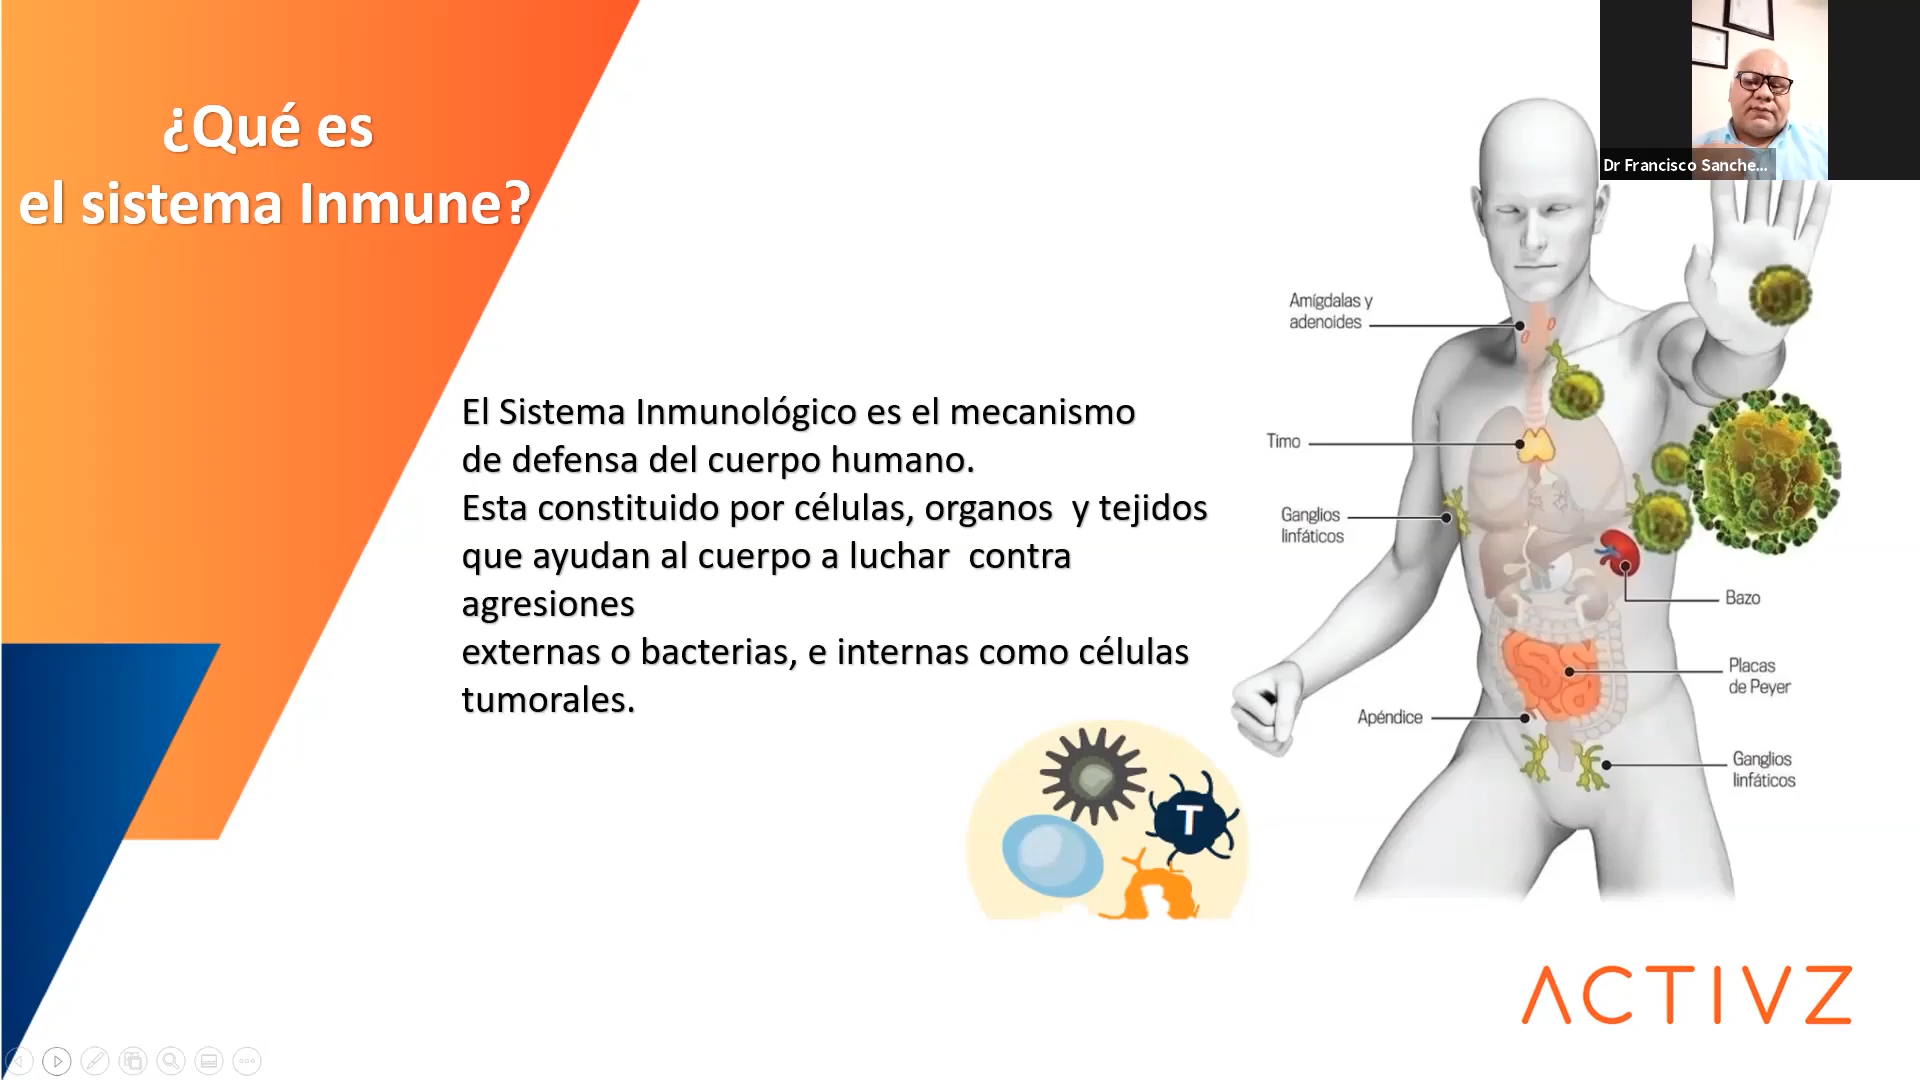 ¿Qué es
el sistema Inmune?
Dr Francisco Sanche...
El Sistema Inmunológico es el mecanismo
de defensa del cuerpo humano.
Esta constituido por células, organos  y tejidos
que ayudan al cuerpo a luchar  contra
agresiones
externas o bacterias, e internas como células
tumorales.
Amígdalas y
adenoides
Timo
Ganglios
linfáticos
Bazo
Placas
de Peyer
Apéndice
Ganglios
linfáticos
T
ACTIVZ